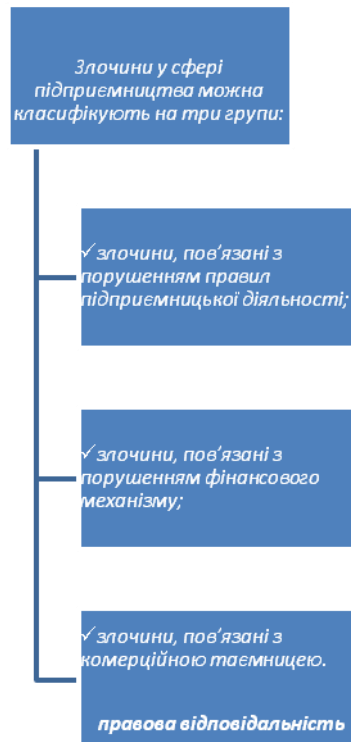 Злочини у сфері
підприємництва можна
класифікують на три групи:
✓злочини, пов’язані з
порушенням правил
підприємницької діяльності;
✓злочини, пов’язані з
порушенням фінансового
механізму;
✓злочини, пов’язані з
комерційною таємницею.
правова відповідальність